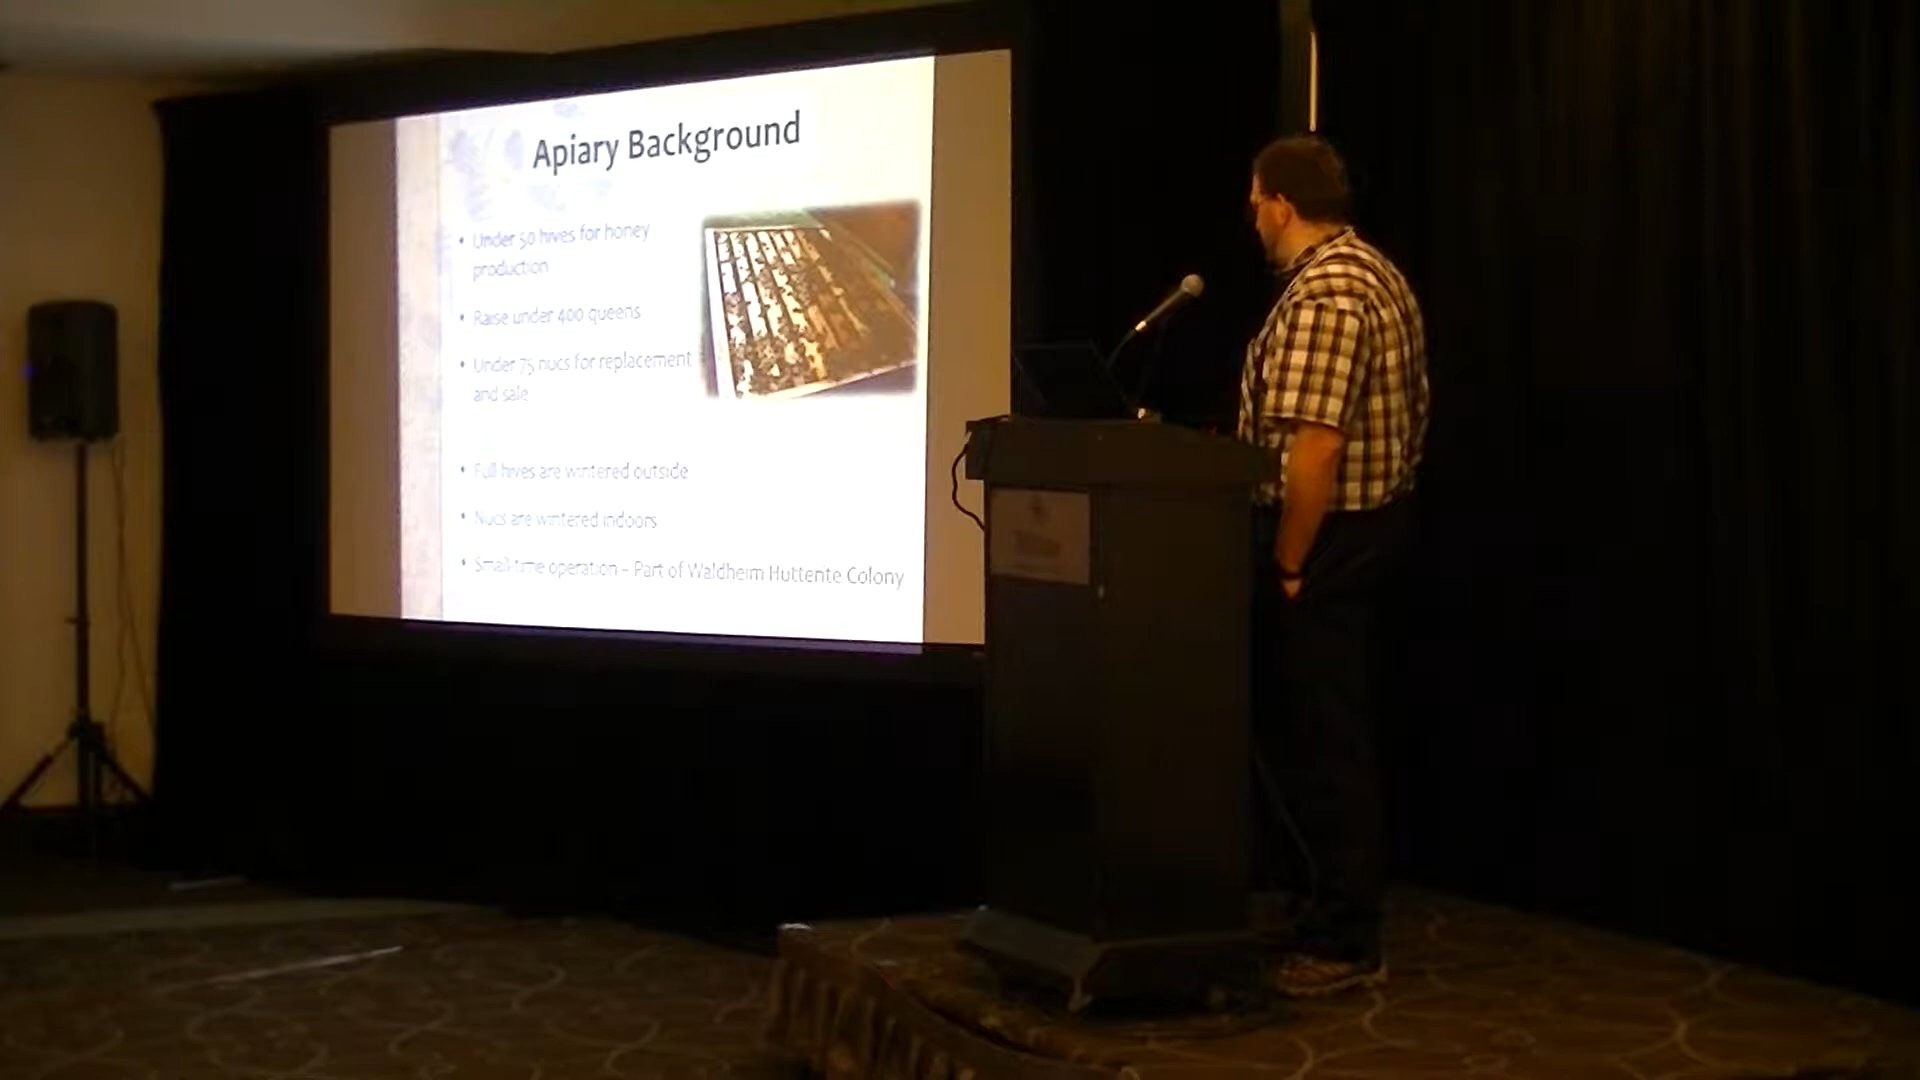 Apiary Background
• Under 50 hives for honey
production
• Raise under 400 queens
• Under 75 nucs for replacement
and sale
• Full hives are wintered outside
• Nucs are wintered indoors
• Small-time operation – Part of Waldheim Huttente Colony